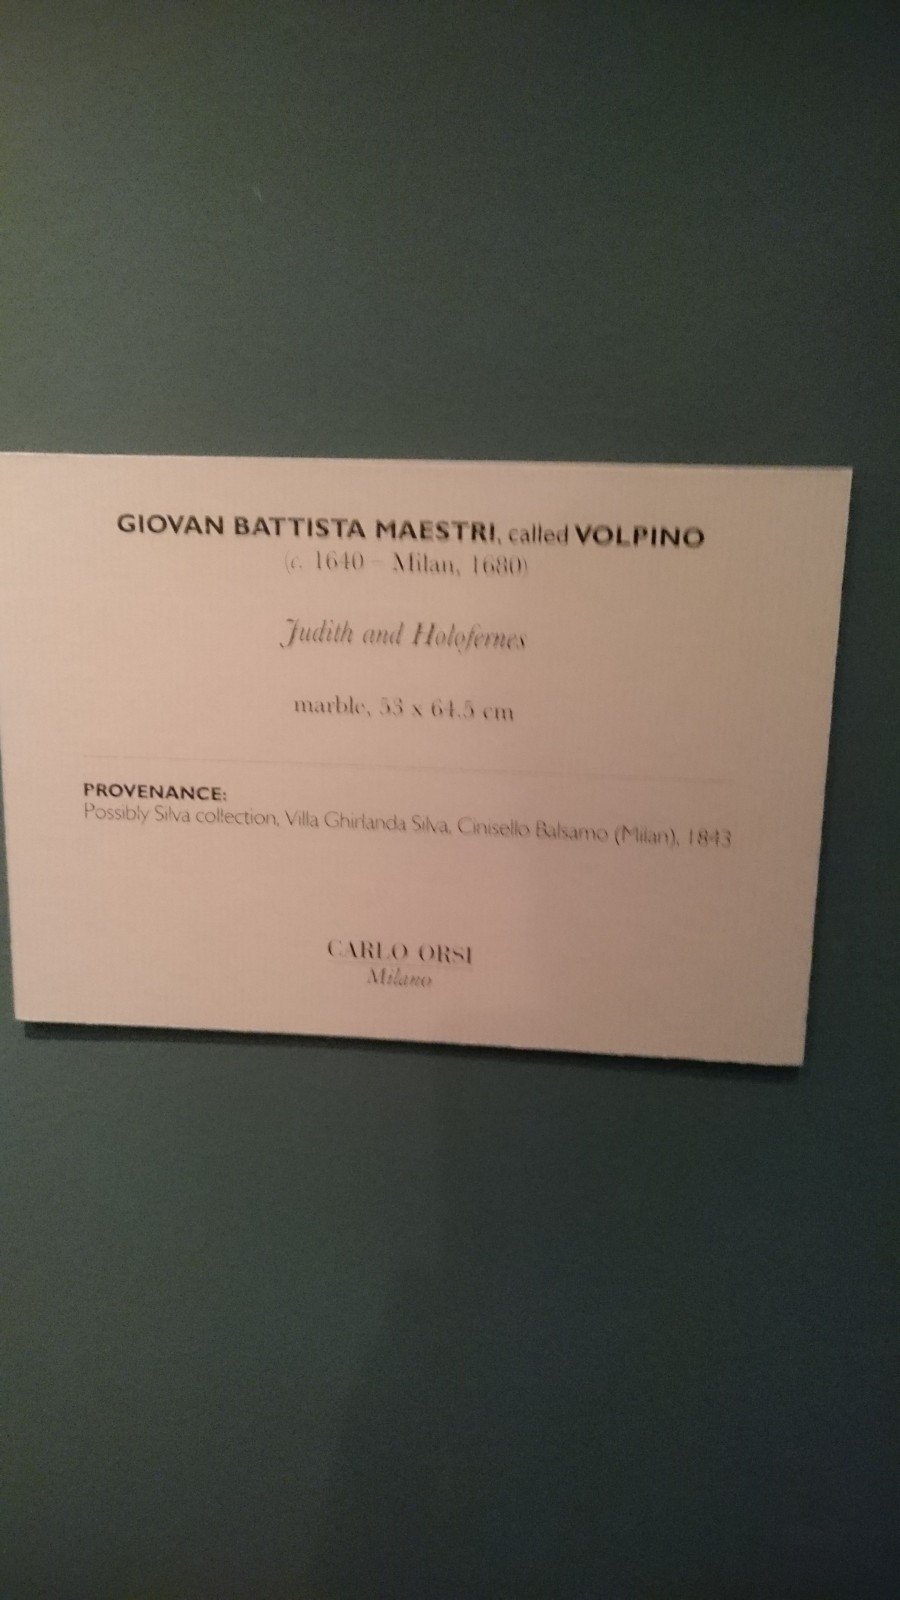 GIOVAN BATTISTA MAESTRI, called VOLPINO
(c. 1640 – Milan, 1680)
Judith and Holofernes
marble, 53 x 64.5 cm
PROVENANCE:
Possibly Silva collection, Villa Ghirlanda Silva, Cinisello Balsamo (Milan), 1843
CARLO ORSI
Milano